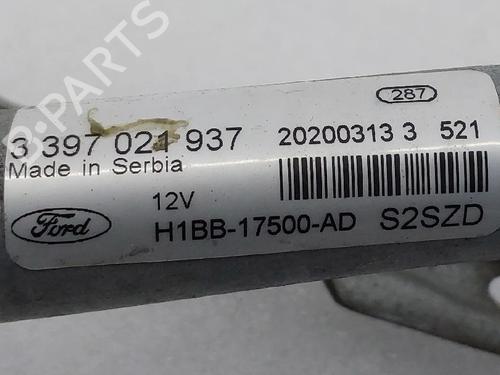 287
3 397 021 937
20200313 3 521
Made in Serbia
12V
Ford
H1BB-17500-AD S2SZD
B-PARTS